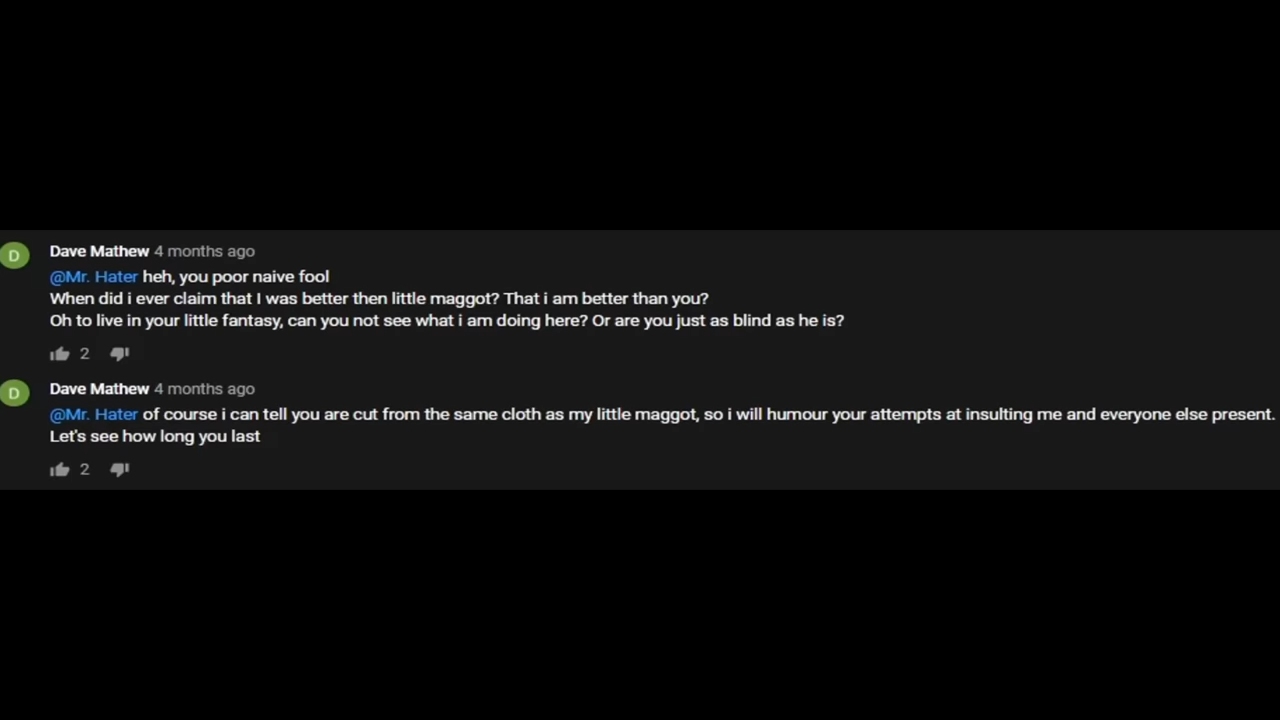 D
Dave Mathew 4 months ago
@Mr. Hater heh, you poor naive fool
When did i ever claim that I was better then little maggot? That i am better than you?
Oh to live in your little fantasy, can you not see what i am doing here? Or are you just as blind as he is?
2
D
Dave Mathew 4 months ago
@Mr. Hater of course i can tell you are cut from the same cloth as my little maggot, so i will humour your attempts at insulting me and everyone else present.
Let's see how long you last
2